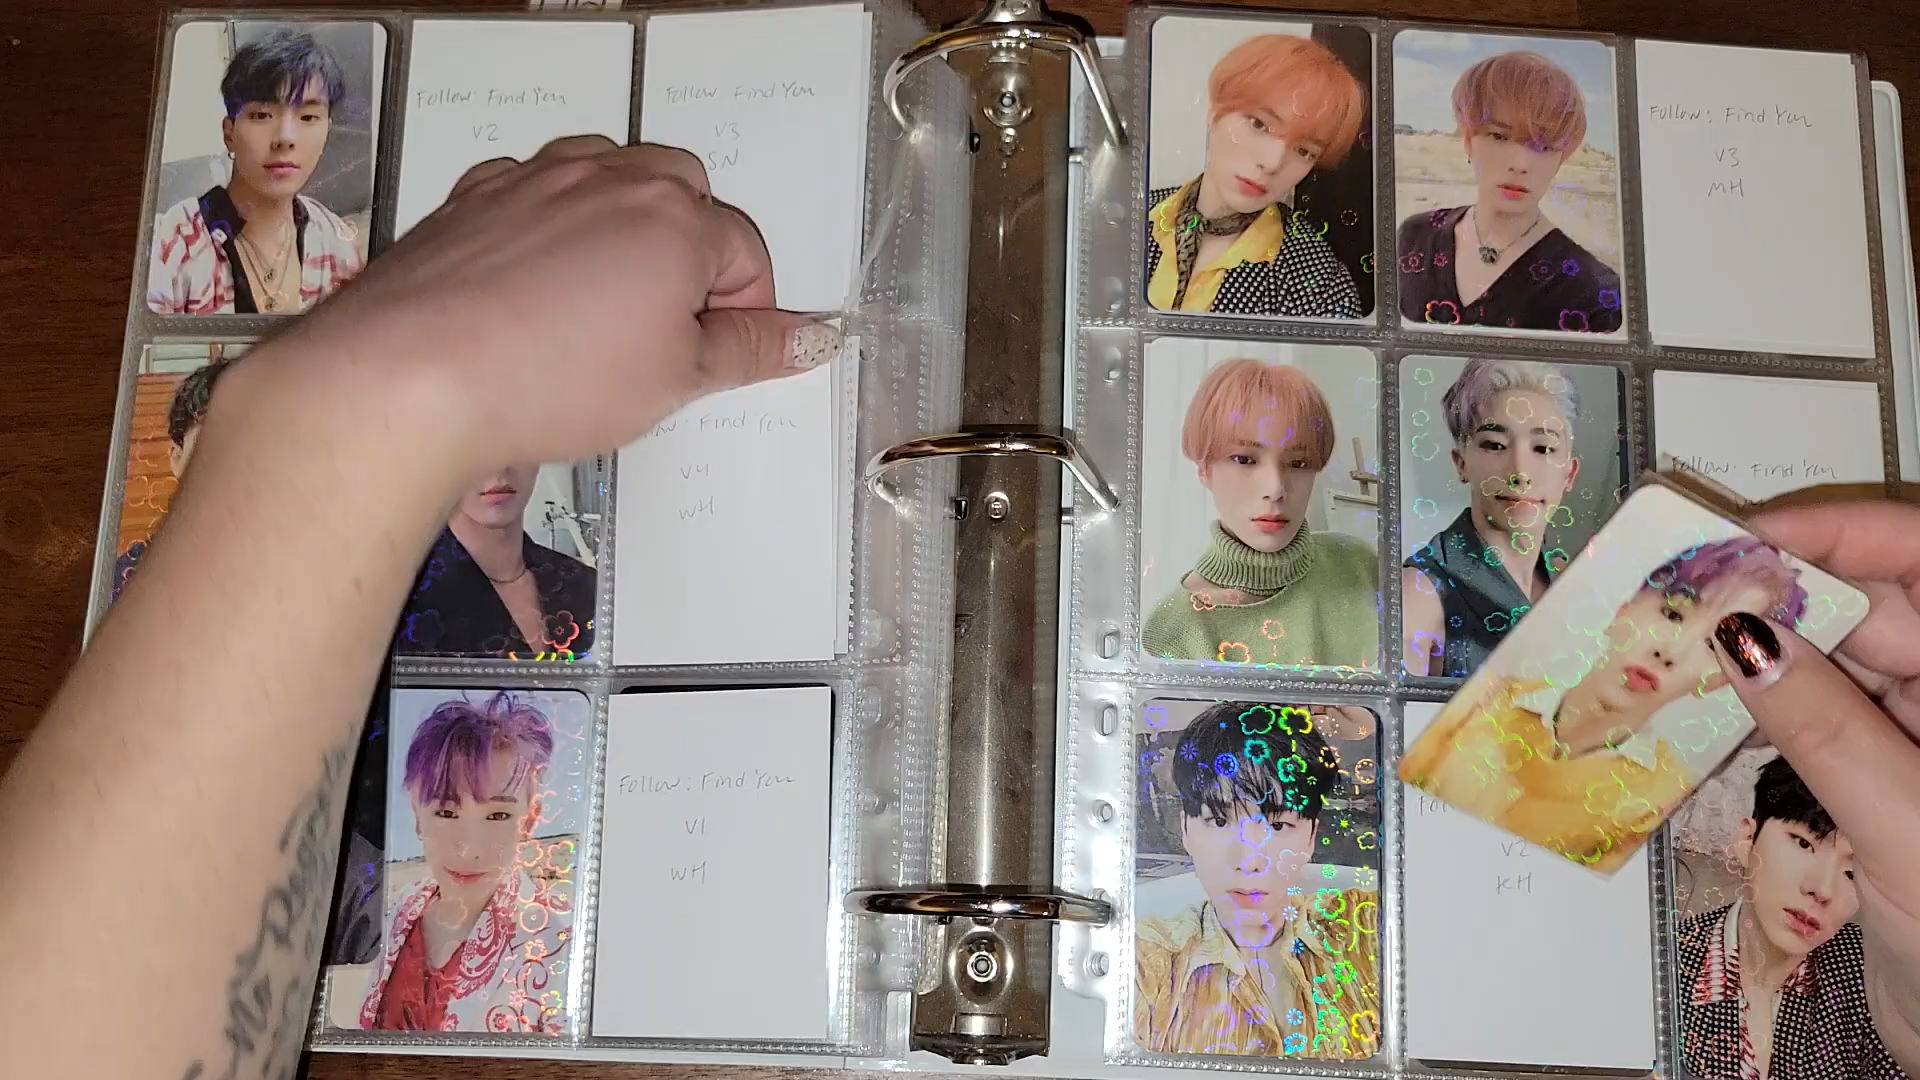 Follow: Find You
V2
Follow Find You
V3
SN
Follow: Find You
V3
MH
Find You
V4
WH
Follow: Find You
Follow: Find You
V1
WH
V2
KH